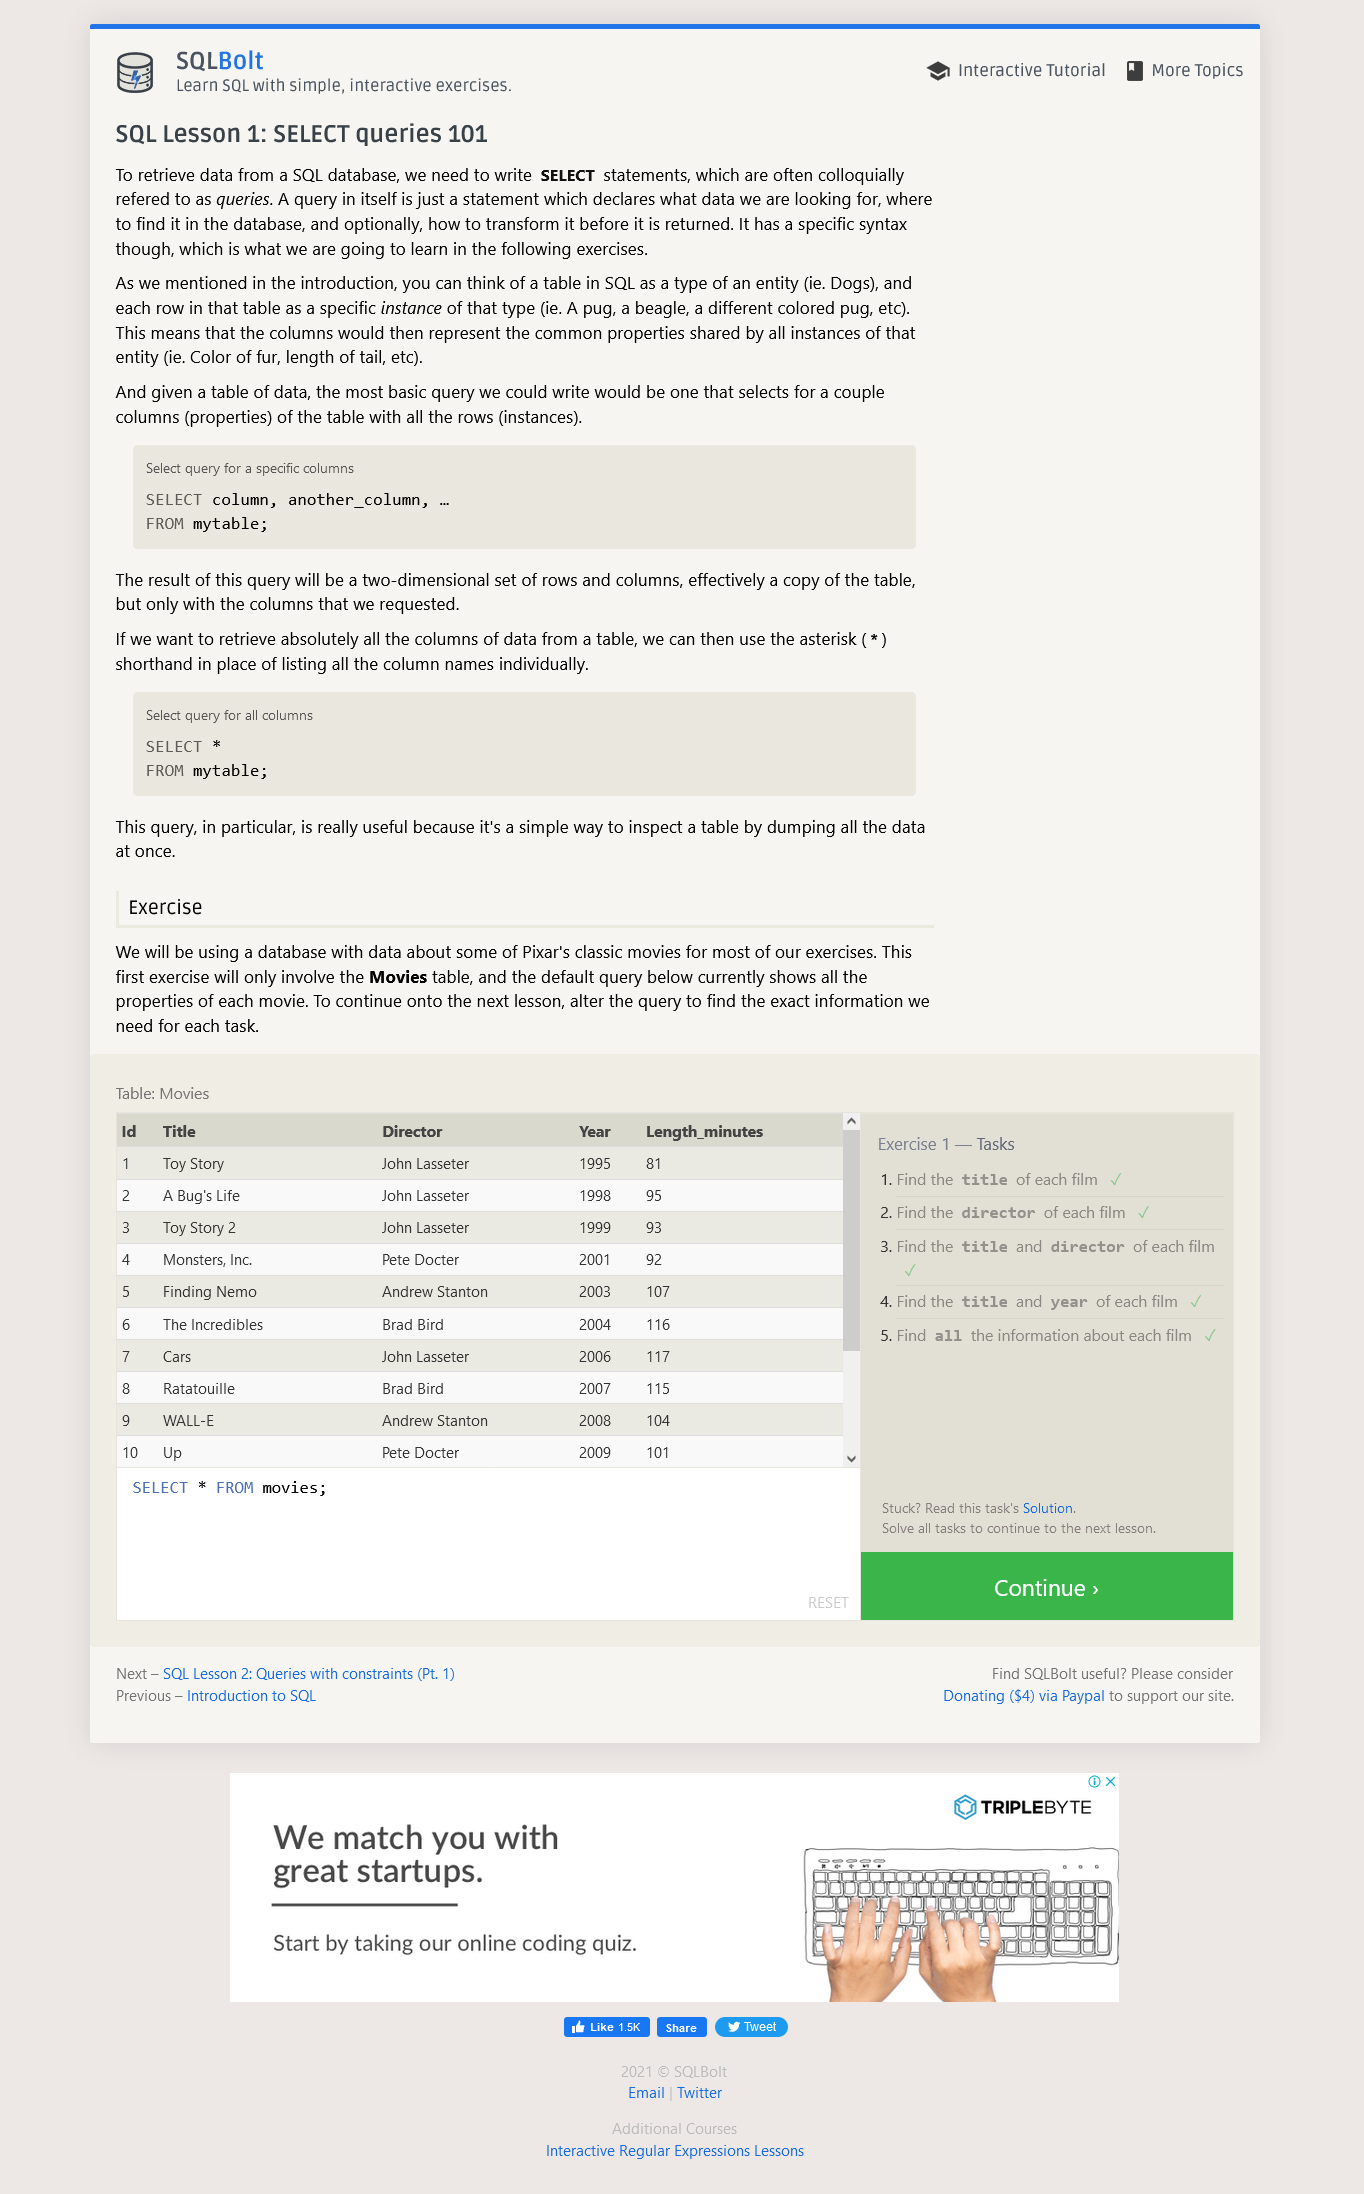 SQLBolt
Learn SQL with simple, interactive exercises.
Interactive Tutorial
More Topics
SQL Lesson 1: SELECT queries 101
To retrieve data from a SQL database, we need to write SELECT statements, which are often colloquially
refered to as queries. A query in itself is just a statement which declares what data we are looking for, where
to find it in the database, and optionally, how to transform it before it is returned. It has a specific syntax
though, which is what we are going to learn in the following exercises.
As we mentioned in the introduction, you can think of a table in SQL as a type of an entity (ie. Dogs), and
each row in that table as a specific instance of that type (ie. A pug, a beagle, a different colored pug, etc).
This means that the columns would then represent the common properties shared by all instances of that
entity (ie. Color of fur, length of tail, etc).
And given a table of data, the most basic query we could write would be one that selects for a couple
columns (properties) of the table with all the rows (instances).
Select query for a specific columns
SELECT column, another_column, …
FROM mytable;
The result of this query will be a two-dimensional set of rows and columns, effectively a copy of the table,
but only with the columns that we requested.
If we want to retrieve absolutely all the columns of data from a table, we can then use the asterisk (*)
shorthand in place of listing all the column names individually.
Select query for all columns
SELECT *
FROM mytable;
This query, in particular, is really useful because it's a simple way to inspect a table by dumping all the data
at once.
Exercise
We will be using a database with data about some of Pixar's classic movies for most of our exercises. This
first exercise will only involve the Movies table, and the default query below currently shows all the
properties of each movie. To continue onto the next lesson, alter the query to find the exact information we
need for each task.
Table: Movies
Id Title Director Year Length_minutes
1 Toy Story John Lasseter 1995 81
2 A Bug's Life John Lasseter 1998 95
3 Toy Story 2 John Lasseter 1999 93
4 Monsters, Inc. Pete Docter 2001 92
5 Finding Nemo Andrew Stanton 2003 107
6 The Incredibles Brad Bird 2004 116
7 Cars John Lasseter 2006 117
8 Ratatouille Brad Bird 2007 115
9 WALL-E Andrew Stanton 2008 104
10 Up Pete Docter 2009 101
SELECT * FROM movies;
RESET
Exercise 1 — Tasks
1. Find the title of each film ✓
2. Find the director of each film ✓
3. Find the title and director of each film
✓
4. Find the title and year of each film ✓
5. Find all the information about each film ✓
Stuck? Read this task's Solution.
Solve all tasks to continue to the next lesson.
Continue ›
Next – SQL Lesson 2: Queries with constraints (Pt. 1)
Previous – Introduction to SQL
Find SQLBolt useful? Please consider
Donating ($4) via Paypal to support our site.
TRIPLEBYTE
We match you with
great startups.
Start by taking our online coding quiz.
Like 1.5K
Share
Tweet
2021 © SQLBolt
Email | Twitter
Additional Courses
Interactive Regular Expressions Lessons